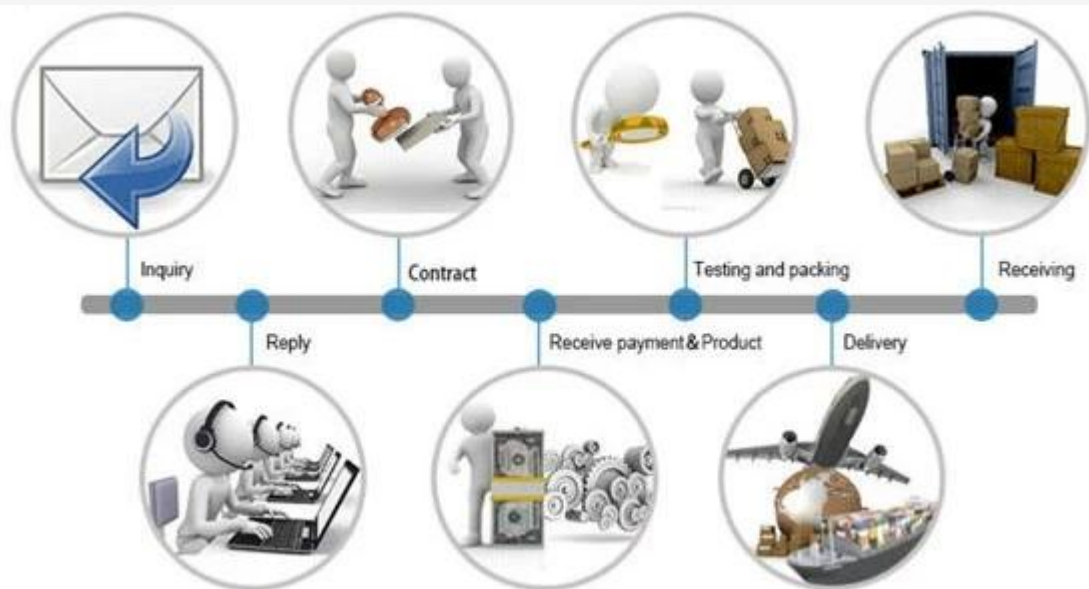 Inquiry
Reply
Contract
Receive payment & Product
Testing and packing
Delivery
Receiving